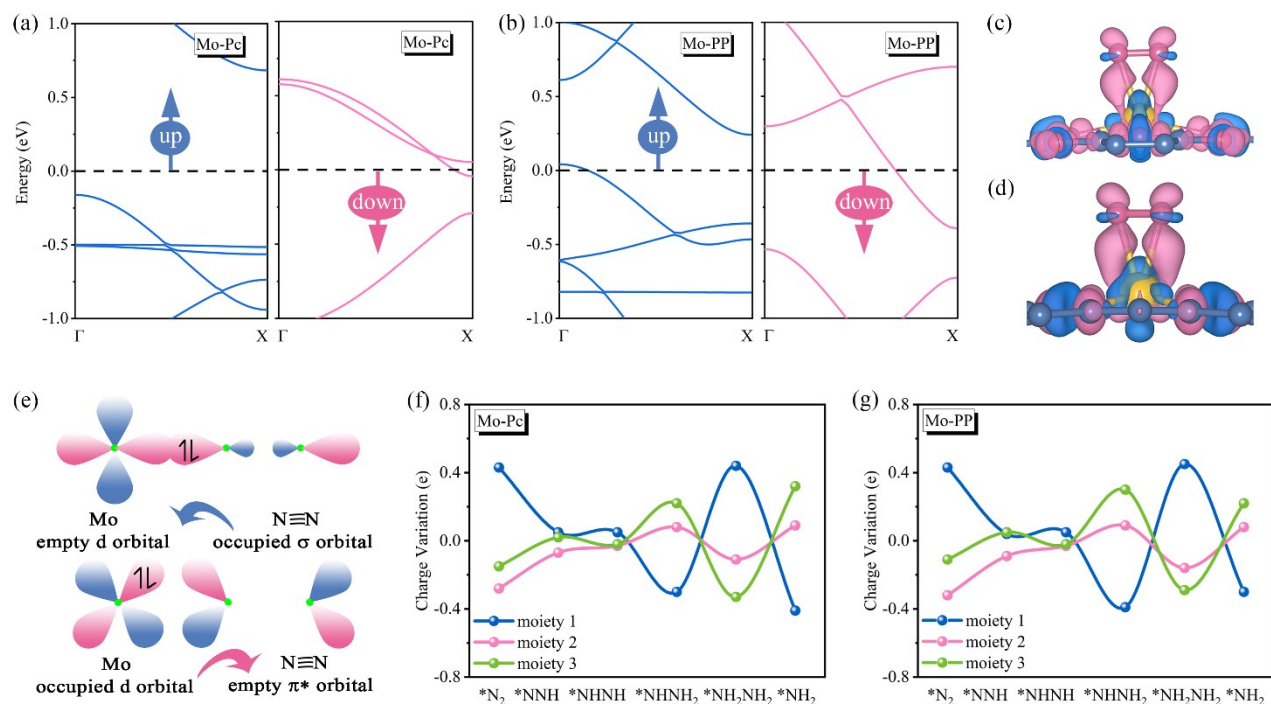 (a)
Mo-Pc
Mo-Pc
(b)
Mo-PP
Mo-PP
(c)
(d)
Energy (eV)
1.0
0.5
0.0
-0.5
-1.0
up
down
Γ
X
Γ
X
Energy (eV)
1.0
0.5
0.0
-0.5
-1.0
up
down
Γ
X
Γ
X
(e)
Mo
empty d orbital
N≡N
occupied σ orbital
Mo
occupied d orbital
N≡N
empty π* orbital
(f)
Mo-Pc
Charge Variation (e)
0.8
0.4
0.0
-0.4
-0.8
moiety 1
moiety 2
moiety 3
*N₂ *NNH *NHNH *NHNH₂ *NH₂NH₂ *NH₂
(g)
Mo-PP
Charge Variation (e)
0.8
0.4
0.0
-0.4
-0.8
moiety 1
moiety 2
moiety 3
*N₂ *NNH *NHNH *NHNH₂ *NH₂NH₂ *NH₂